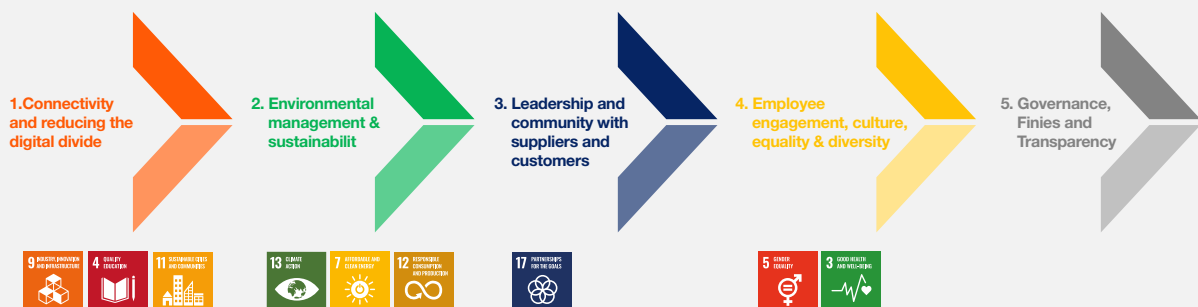 1.Connectivity
and reducing the
digital divide
2. Environmental
management &
sustainabilit
3. Leadership and
community with
suppliers and
customers
4. Employee
engagement, culture,
equality & diversity
5. Governance,
Finies and
Transparency
9 INDUSTRY, INNOVATION
AND INFRASTRUCTURE
4 QUALITY
EDUCATION
11 SUSTAINABLE CITIES
AND COMMUNITIES
13 CLIMATE
ACTION
7 AFFORDABLE AND
CLEAN ENERGY
12 RESPONSIBLE
CONSUMPTION
AND PRODUCTION
17 PARTNERSHIPS
FOR THE GOALS
5 GENDER
EQUALITY
3 GOOD HEALTH
AND WELL-BEING